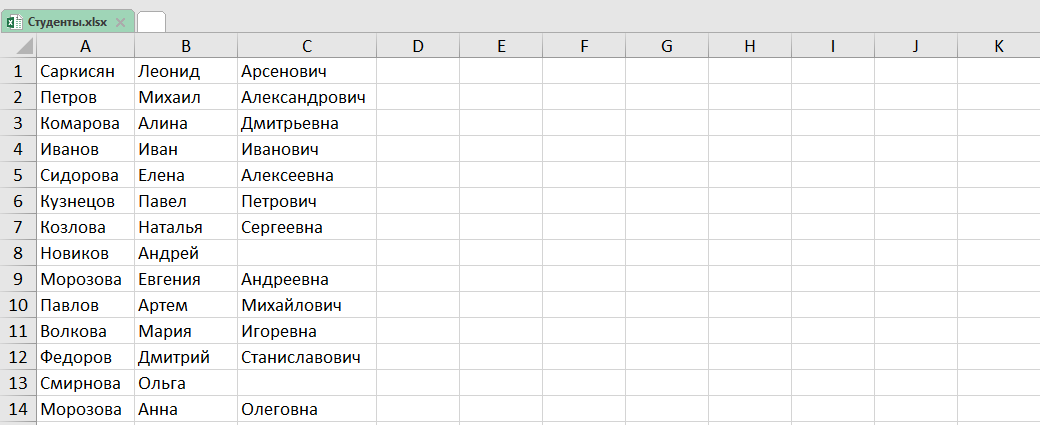 Студенты.xlsx
A B C D E F G H I J K
1 Саркисян Леонид Арсенович
2 Петров Михаил Александрович
3 Комарова Алина Дмитрьевна
4 Иванов Иван Иванович
5 Сидорова Елена Алексеевна
6 Кузнецов Павел Петрович
7 Козлова Наталья Сергеевна
8 Новиков Андрей
9 Морозова Евгения Андреевна
10 Павлов Артем Михайлович
11 Волкова Мария Игоревна
12 Федоров Дмитрий Станиславович
13 Смирнова Ольга
14 Морозова Анна Олеговна